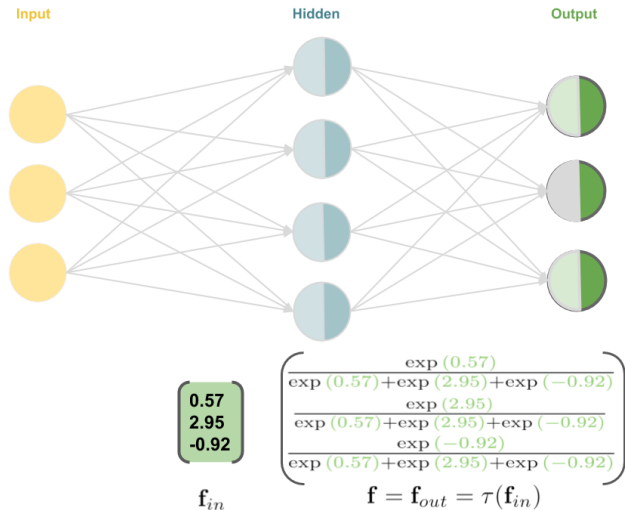 Input Hidden Output
0.57
2.95
-0.92
f_in
exp (0.57)
exp (0.57)+exp (2.95)+exp (−0.92)
exp (2.95)
exp (0.57)+exp (2.95)+exp (−0.92)
exp (−0.92)
exp (0.57)+exp (2.95)+exp (−0.92)
f = f_out = τ(f_in)